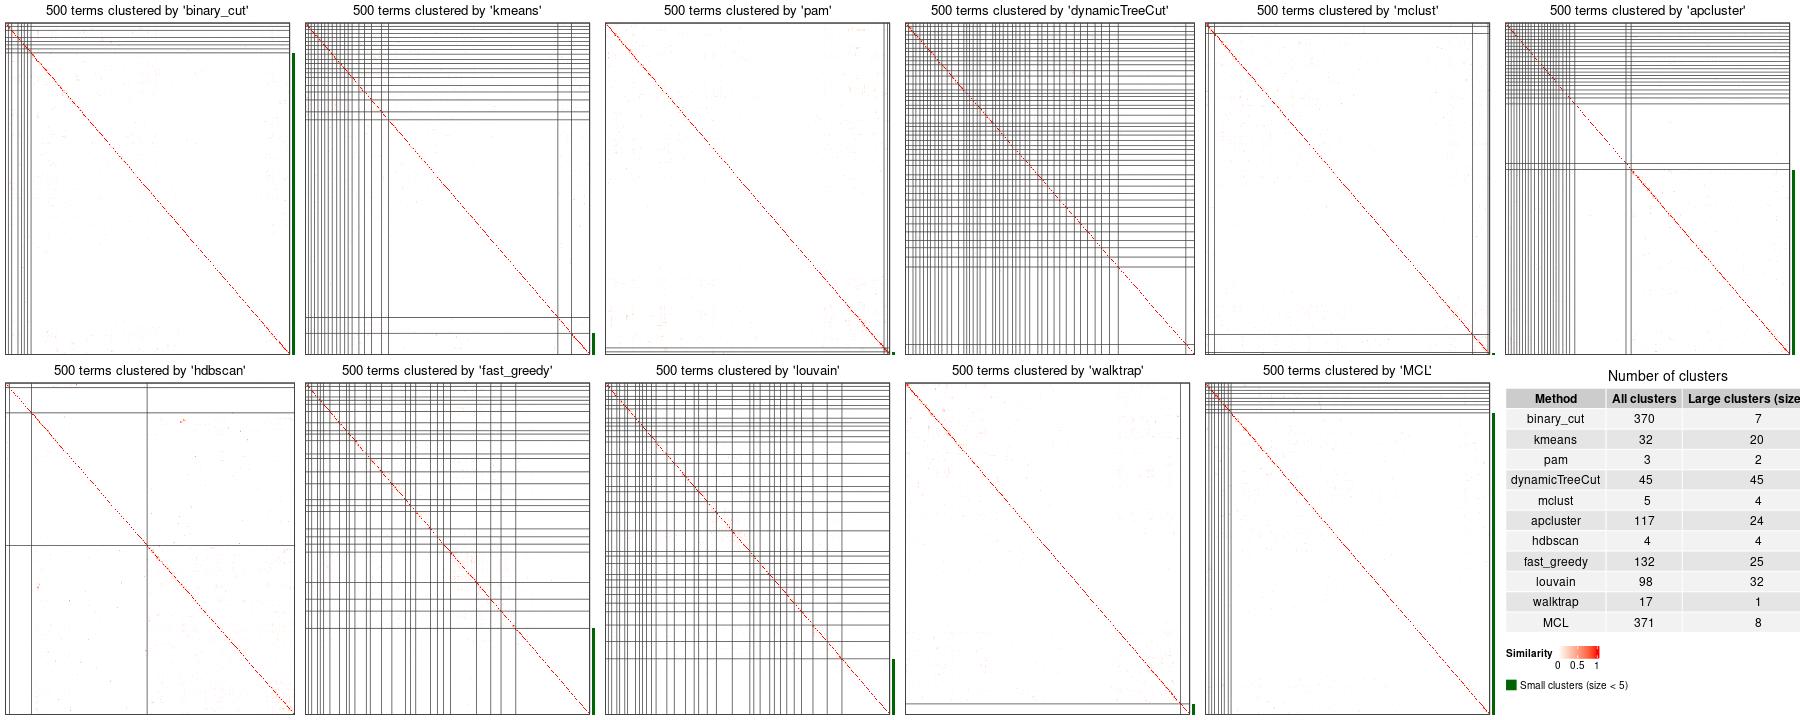 500 terms clustered by 'binary_cut'
500 terms clustered by 'kmeans'
500 terms clustered by 'pam'
500 terms clustered by 'dynamicTreeCut'
500 terms clustered by 'mclust'
500 terms clustered by 'apcluster'
500 terms clustered by 'hdbscan'
500 terms clustered by 'fast_greedy'
500 terms clustered by 'louvain'
500 terms clustered by 'walktrap'
500 terms clustered by 'MCL'
Number of clusters
Method All clusters Large clusters (size
binary_cut 370 7
kmeans 32 20
pam 3 2
dynamicTreeCut 45 45
mclust 5 4
apcluster 117 24
hdbscan 4 4
fast_greedy 132 25
louvain 98 32
walktrap 17 1
MCL 371 8
Similarity
0 0.5 1
Small clusters (size < 5)